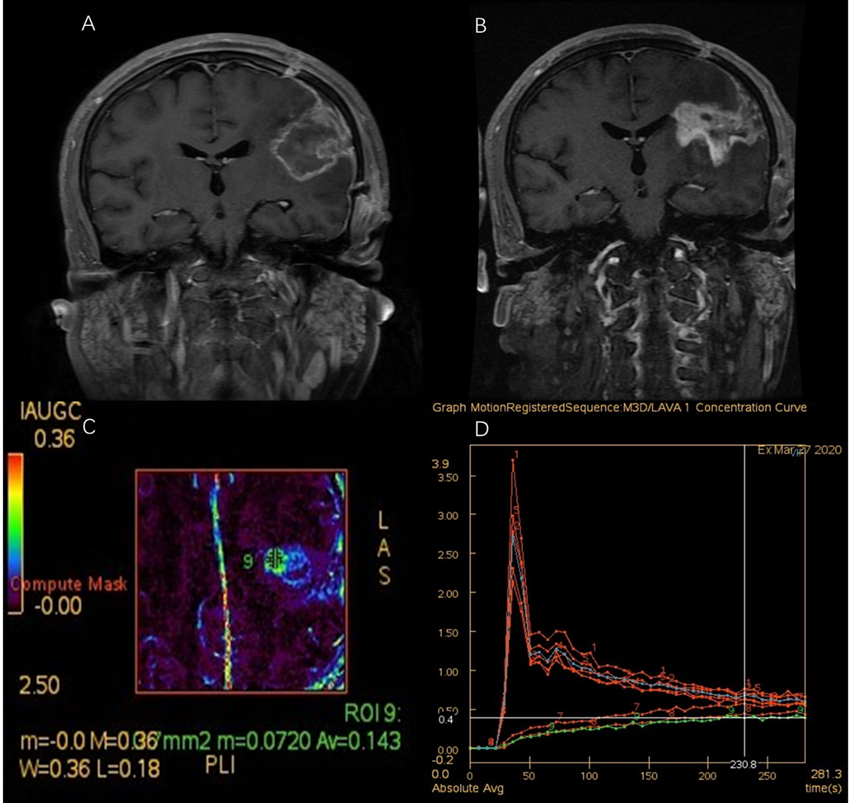 A
B
IAUGC
0.36
C
Compute Mask
-0.00
2.50
9
L
A
S
ROI 9:
m=-0.0 M=0.36 /mm2 m=0.0720 Av=0.143
W=0.36 L=0.18
PLI
Graph MotionRegisteredSequence:M3D/LAVA 1 Concentration Curve
D
Ex Mar 27 2020
3.9
3.50
3.00
2.50
2.00
1.50
1.00
0.50
0.4
0.00
-0.2
0.0
50
100
150
200
230.8
250
281.3
Absolute Avg
time(s)